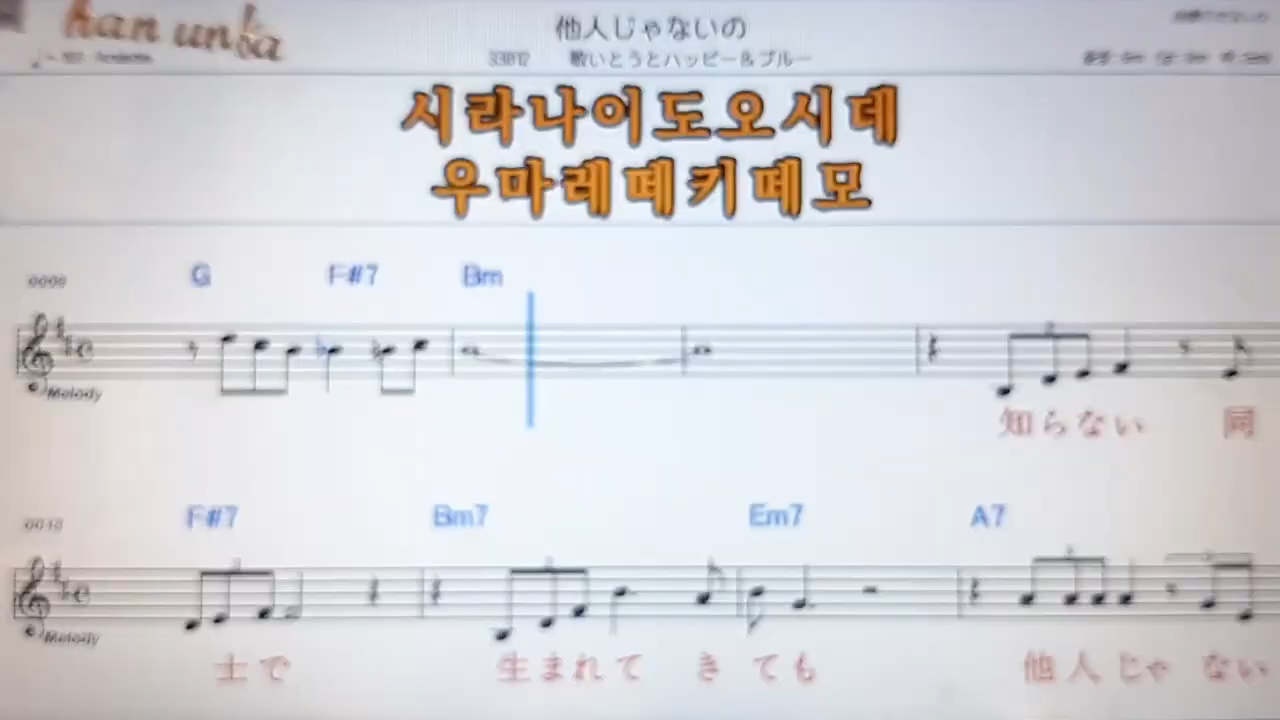 han unba
他人じゃないの
33812 敏いとうとハッピー&ブルー
시라나이도오시데
우마레떼키떼모
G F#7 Bm
Melody
知らない 同
F#7 Bm7 Em7 A7
Melody
士で 生まれて きても 他人じゃ ない